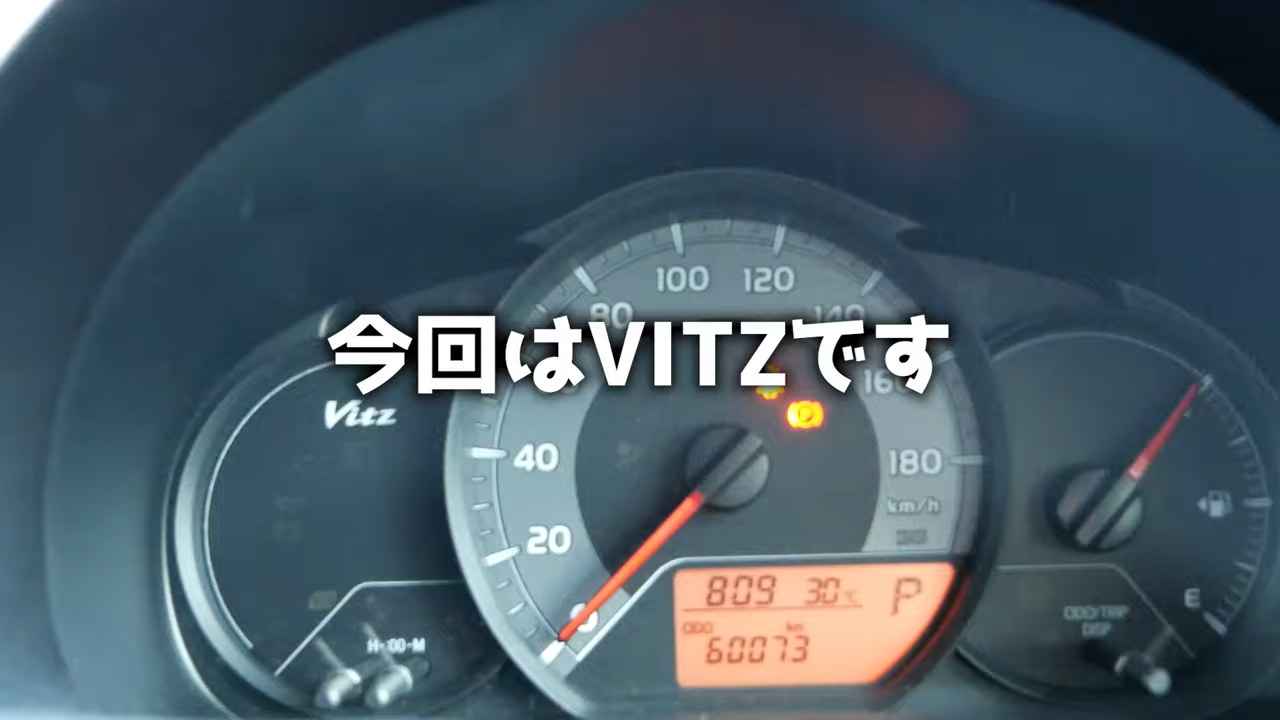 100 120
80 140
今回はVITZです
160
Vitz
40 180
km/h
20
0
809 30℃ P
ODO km
60073
H-:00-M
ODO/TRIP
DISP
E